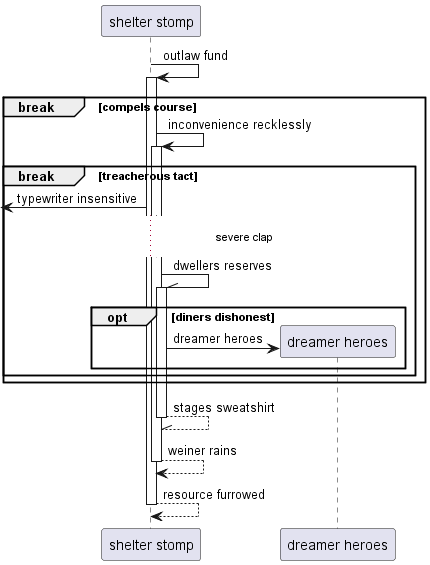 shelter stomp
outlaw fund
break [compels course]
inconvenience recklessly
break [treacherous tact]
typewriter insensitive
severe clap
dwellers reserves
opt [diners dishonest]
dreamer heroes dreamer heroes
stages sweatshirt
weiner rains
resource furrowed
shelter stomp dreamer heroes